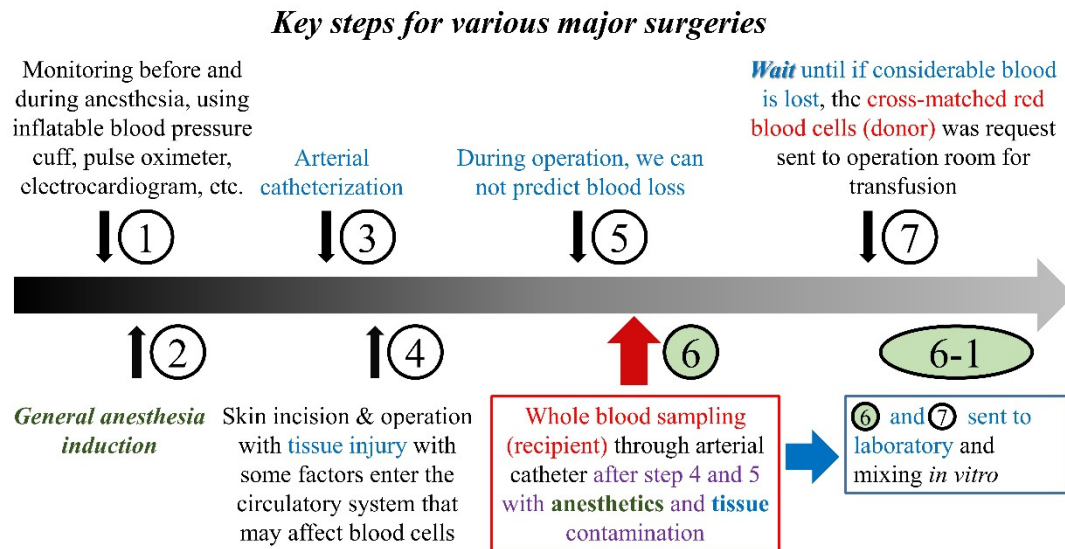 Key steps for various major surgeries
Monitoring before and
during anesthesia, using
inflatable blood pressure
cuff, pulse oximeter,
electrocardiogram, etc.
Arterial
catheterization
During operation, we can
not predict blood loss
Wait until if considerable blood
is lost, the cross-matched red
blood cells (donor) was request
sent to operation room for
transfusion
1
3
5
7
2
4
6
6-1
General anesthesia
induction
Skin incision & operation
with tissue injury with
some factors enter the
circulatory system that
may affect blood cells
Whole blood sampling
(recipient) through arterial
catheter after step 4 and 5
with anesthetics and tissue
contamination
6 and 7 sent to
laboratory and
mixing in vitro